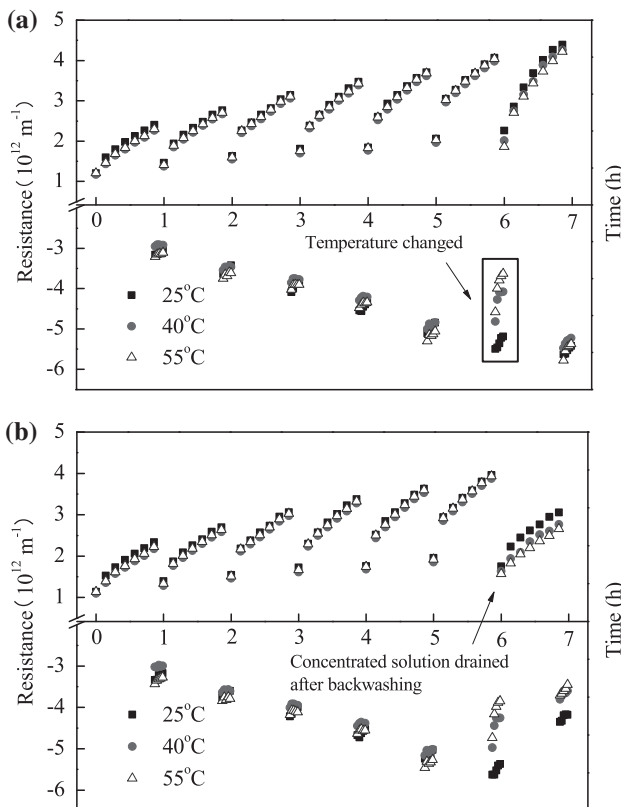 (a)
Resistance (10¹² m⁻¹)
Time (h)
5
4
3
2
1
0 1 2 3 4 5 6 7
-3
-4
-5
-6
Temperature changed
25°C
40°C
55°C
(b)
Resistance (10¹² m⁻¹)
Time (h)
5
4
3
2
1
0 1 2 3 4 5 6 7
-3
-4
-5
-6
Concentrated solution drained
after backwashing
25°C
40°C
55°C